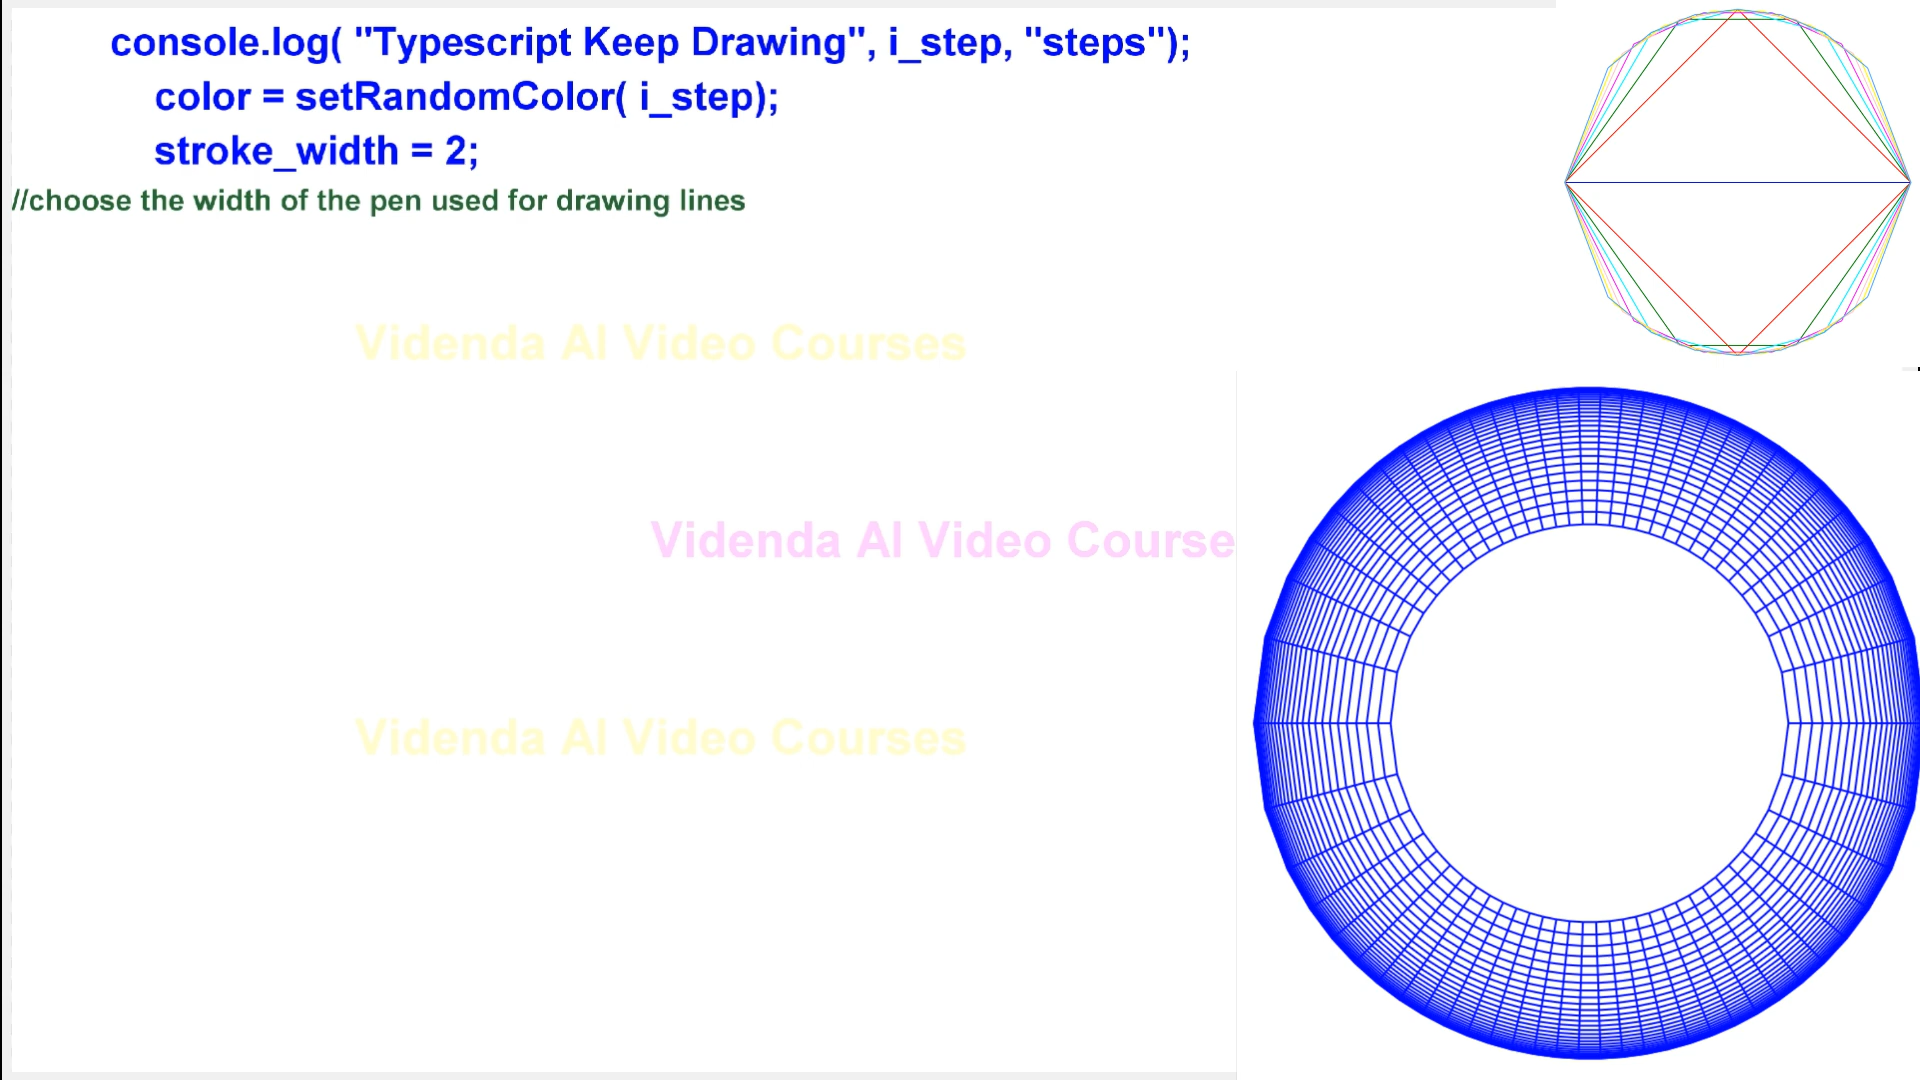 console.log( "Typescript Keep Drawing", i_step, "steps");
color = setRandomColor( i_step);
stroke_width = 2;
//choose the width of the pen used for drawing lines
Videnda AI Video Courses
Videnda AI Video Course
Videnda AI Video Courses